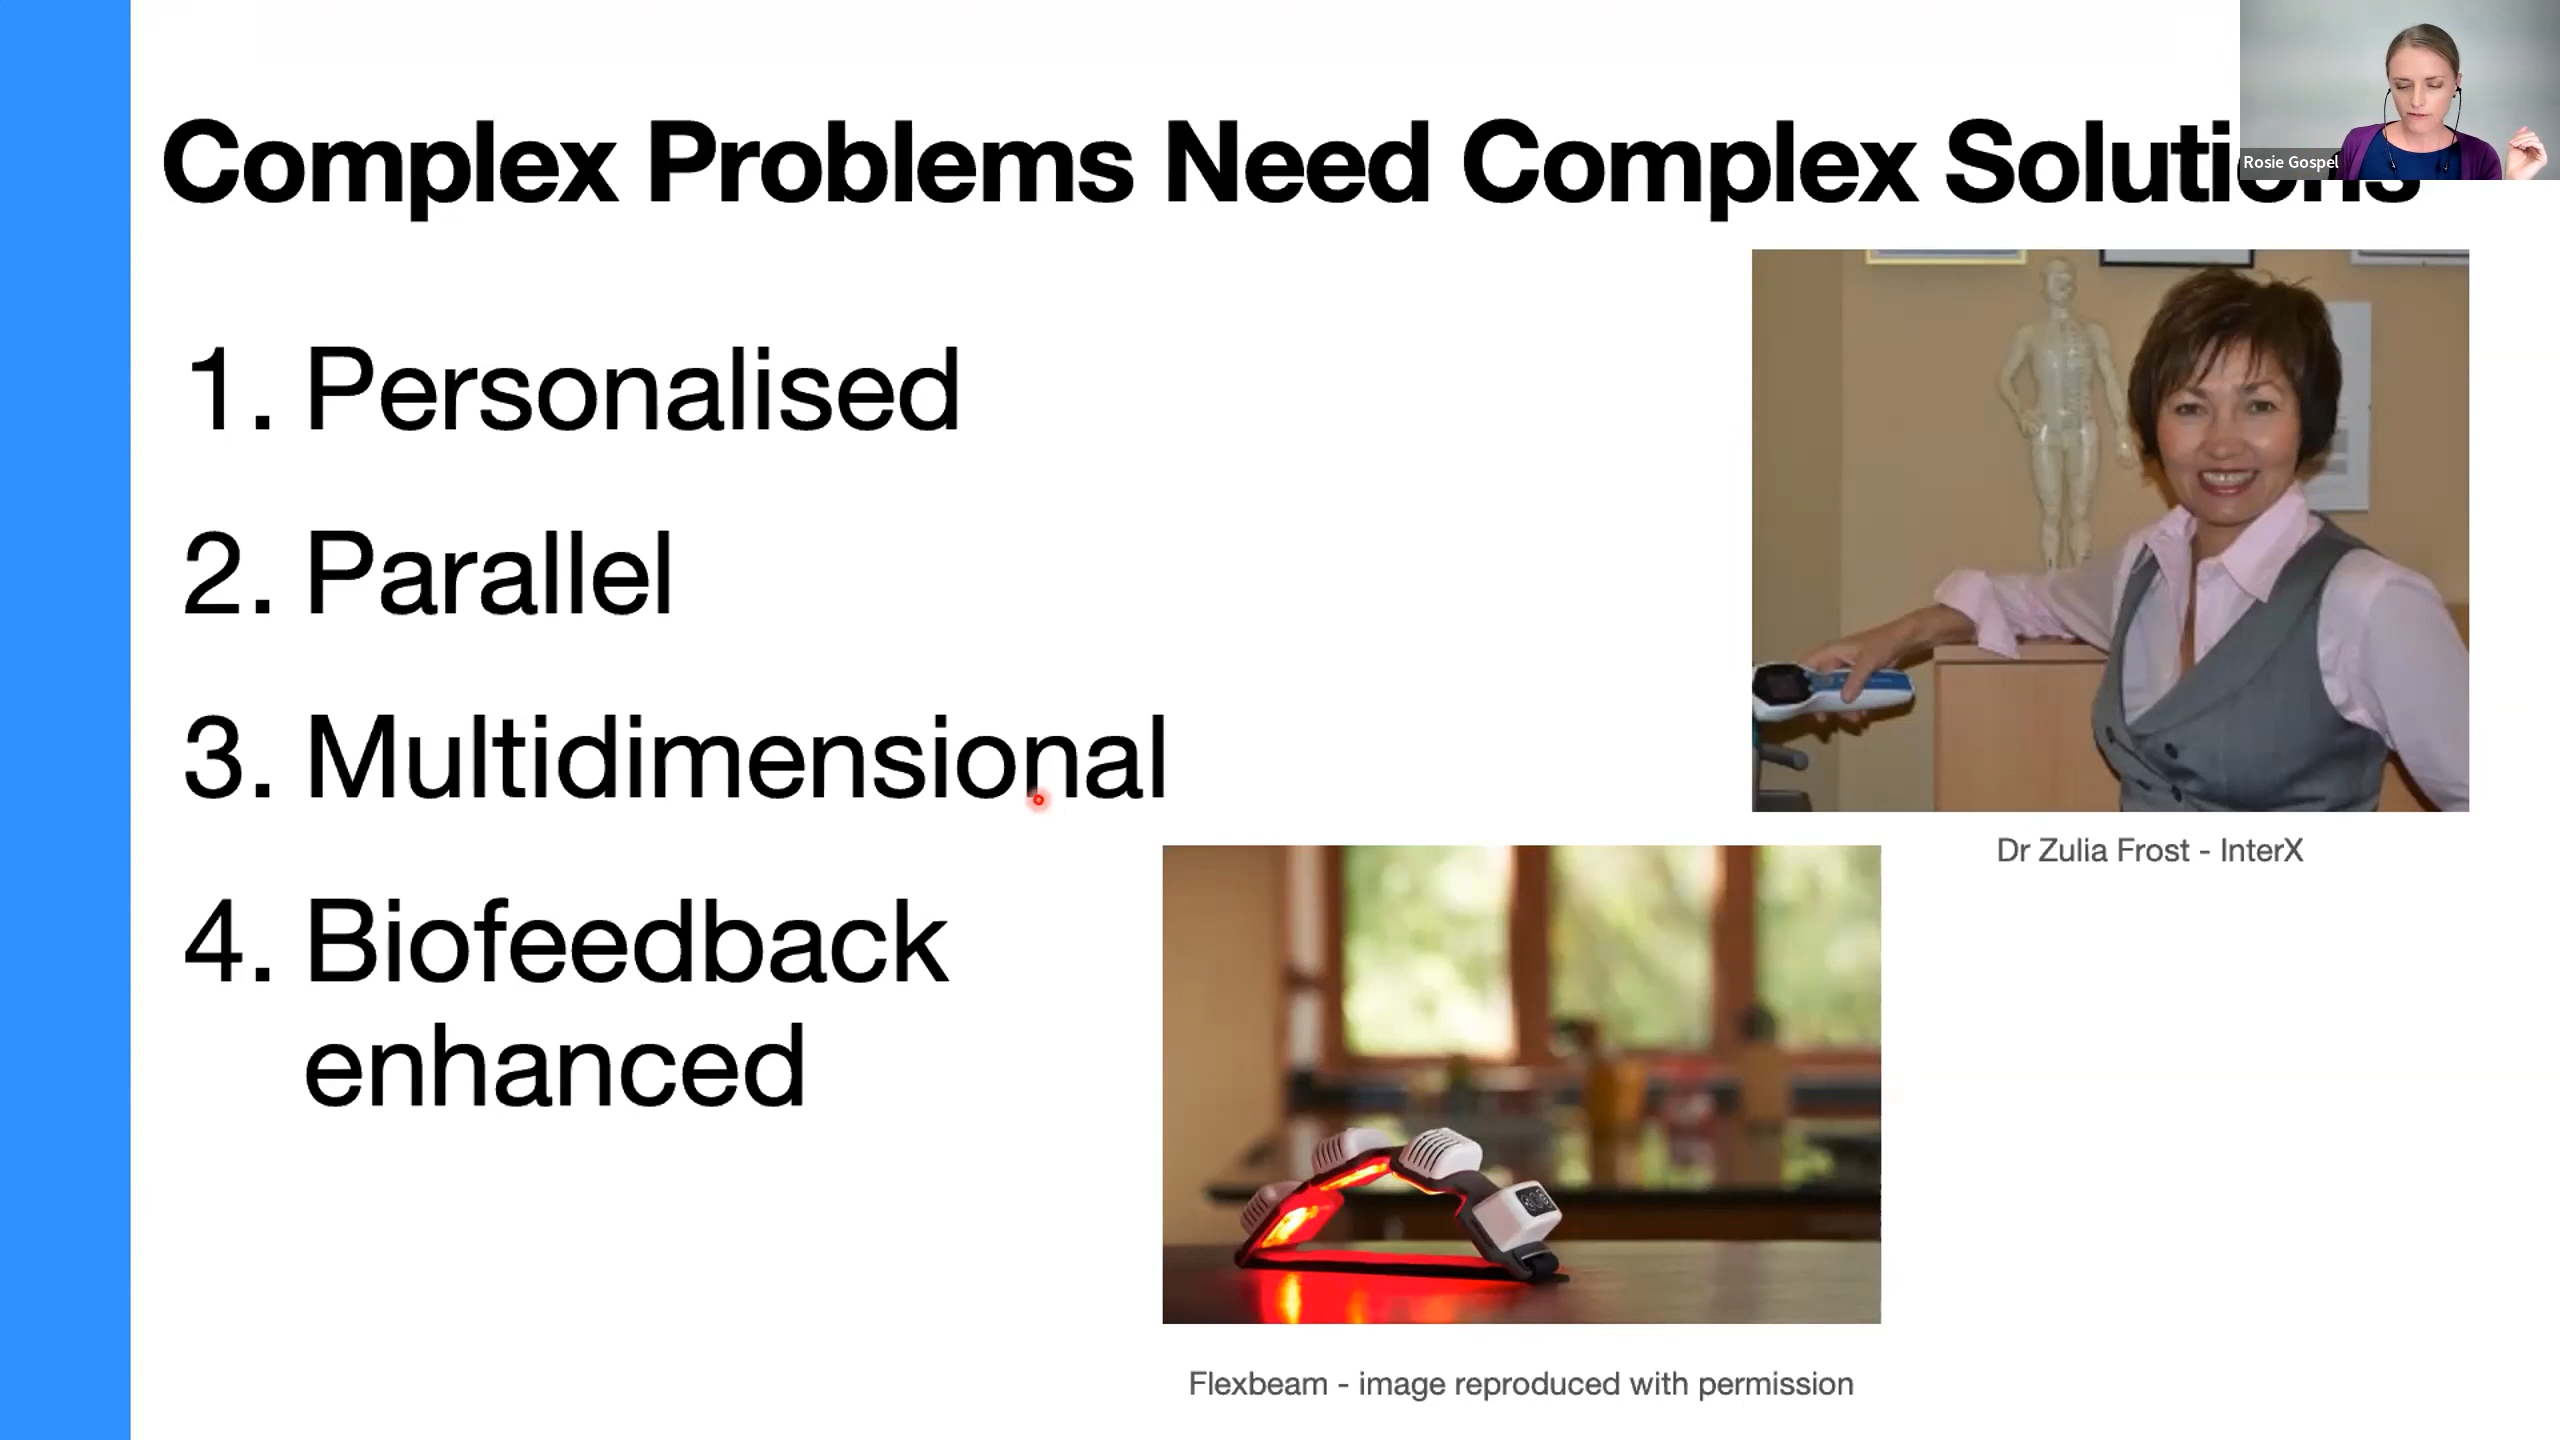 Complex Problems Need Complex Solutions
Rosie Gospel
1. Personalised
2. Parallel
3. Multidimensional
4. Biofeedback
enhanced
Dr Zulia Frost - InterX
Flexbeam - image reproduced with permission